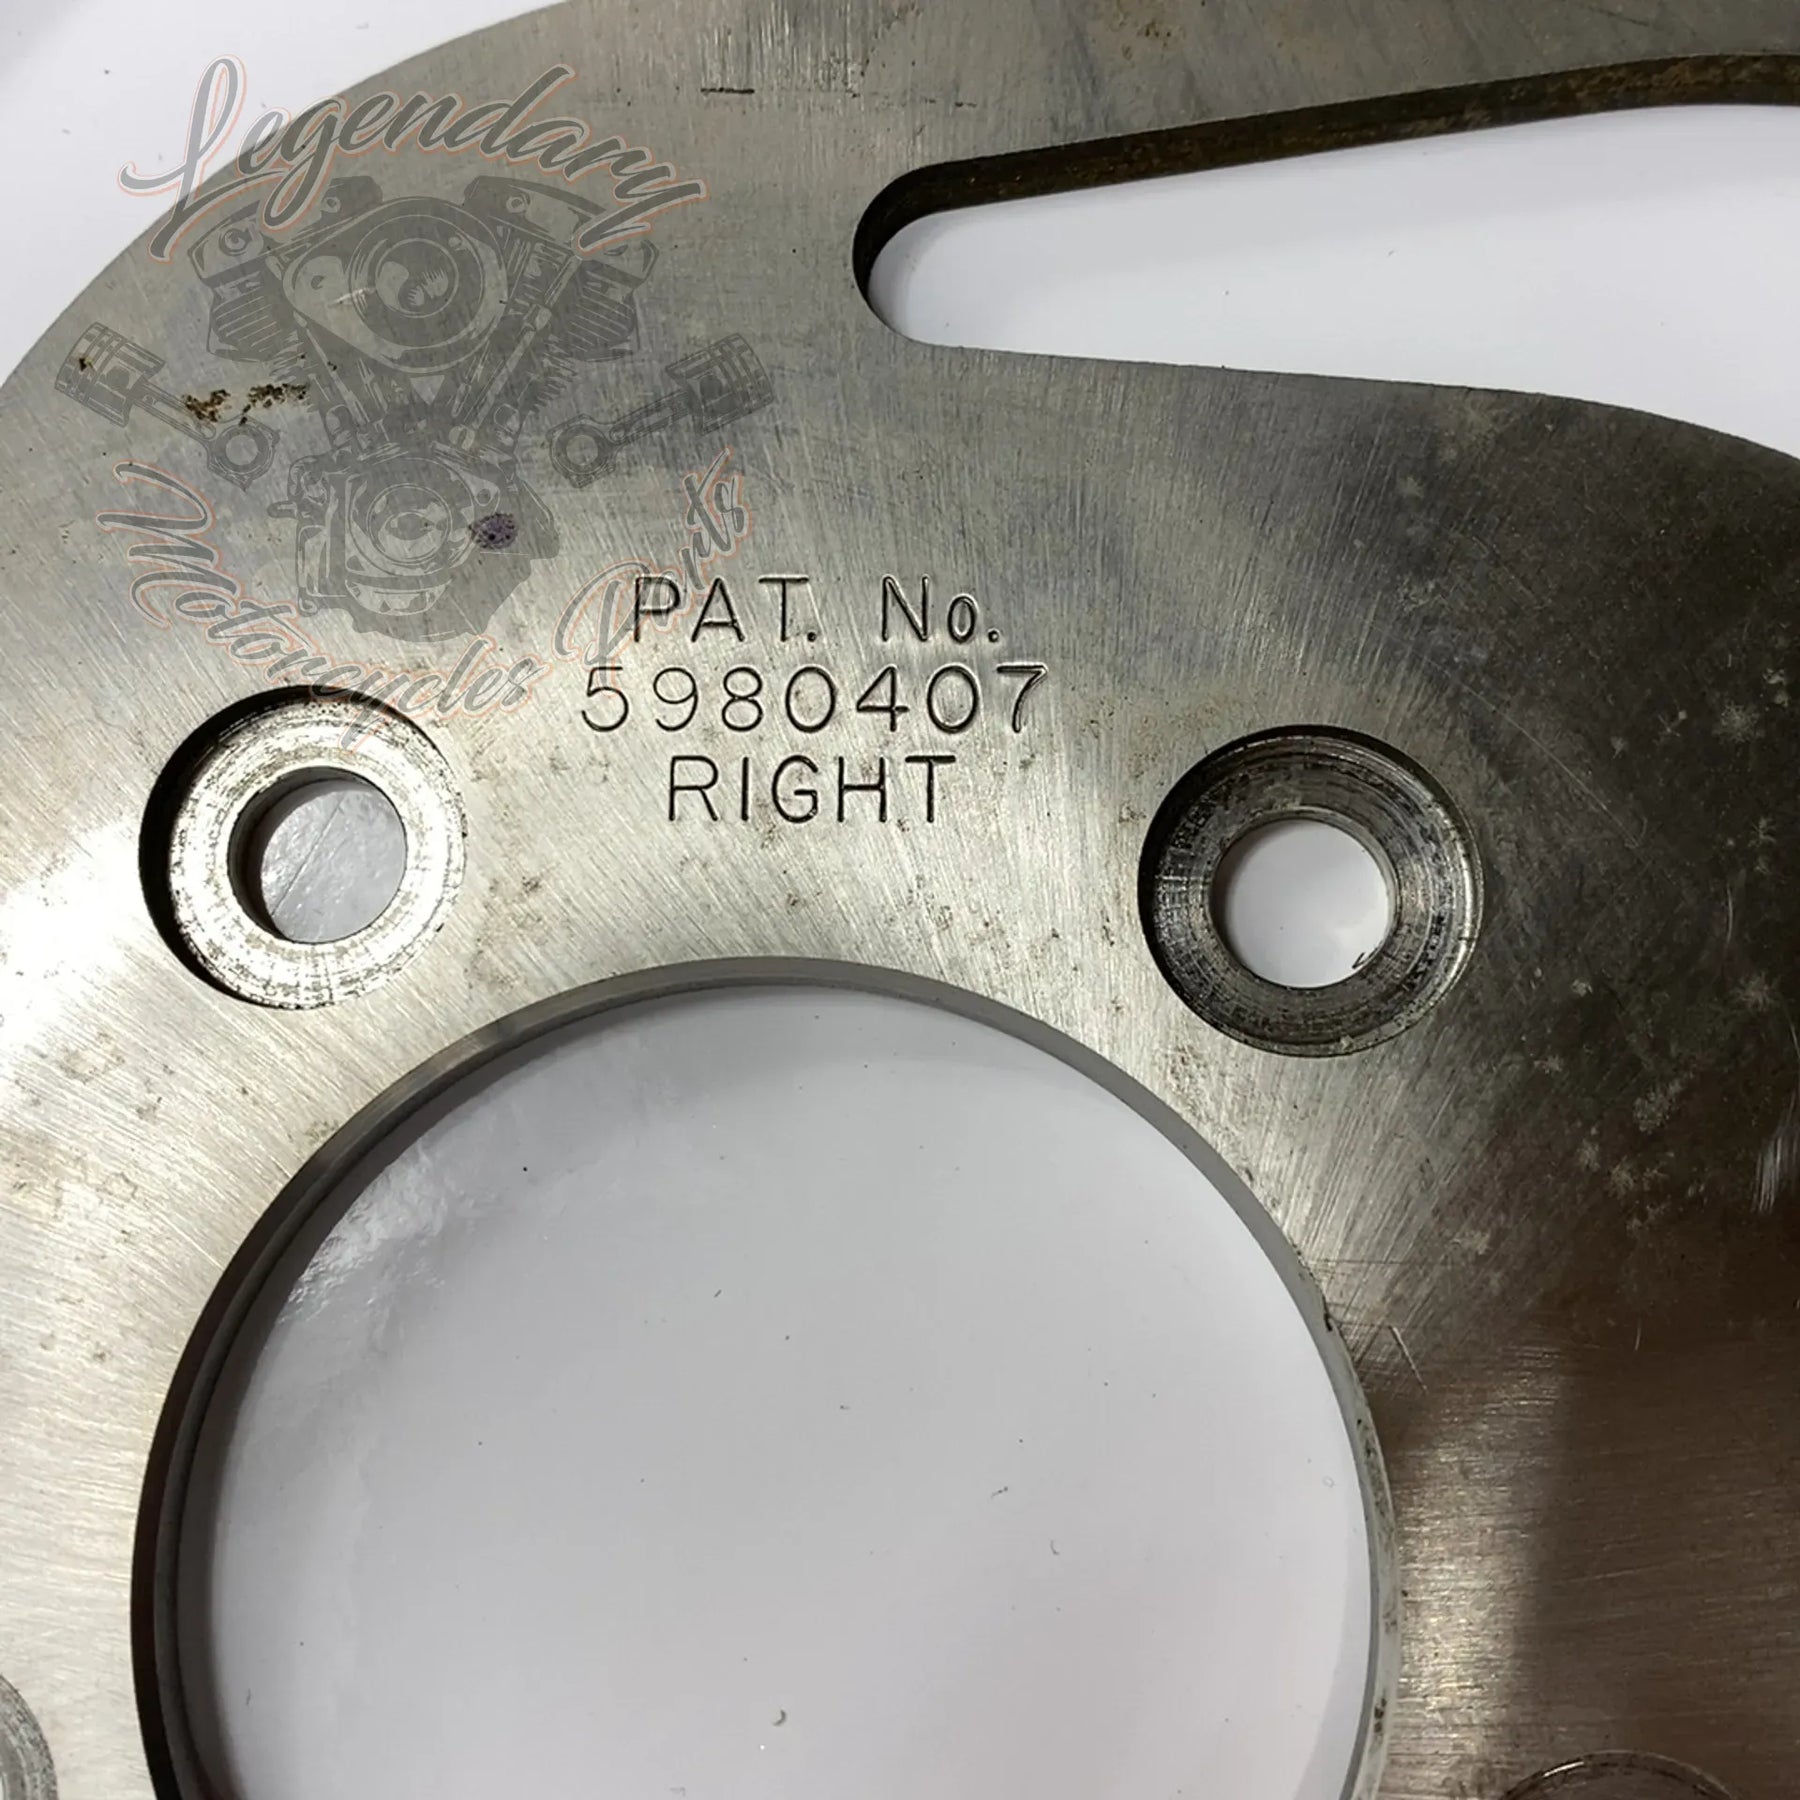 Legendary
Motorcycles Parts
PAT. No.
5980407
RIGHT